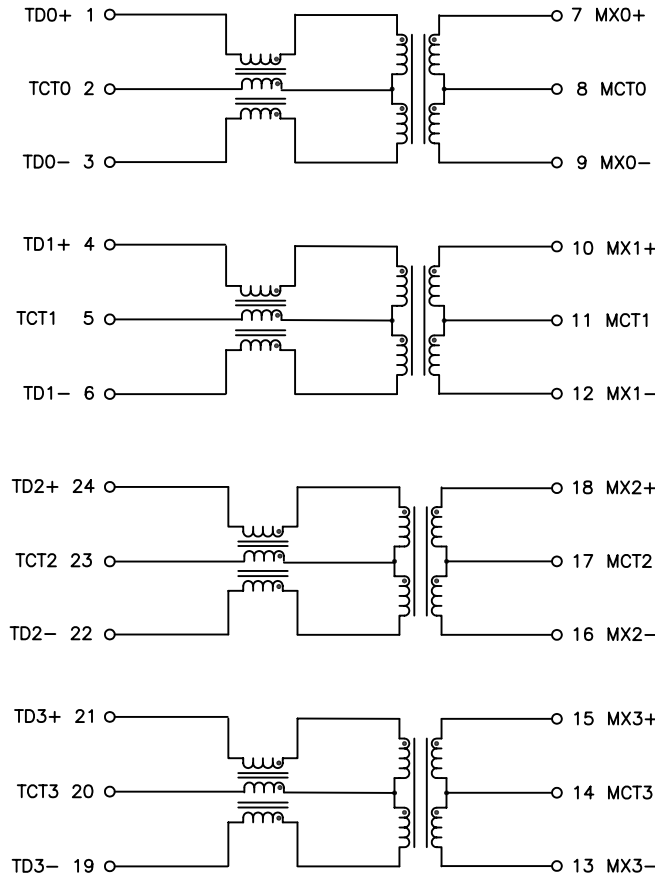 TD0+ 1 7 MX0+
TCT0 2 8 MCT0
TD0− 3 9 MX0−
TD1+ 4 10 MX1+
TCT1 5 11 MCT1
TD1− 6 12 MX1−
TD2+ 24 18 MX2+
TCT2 23 17 MCT2
TD2− 22 16 MX2−
TD3+ 21 15 MX3+
TCT3 20 14 MCT3
TD3− 19 13 MX3−